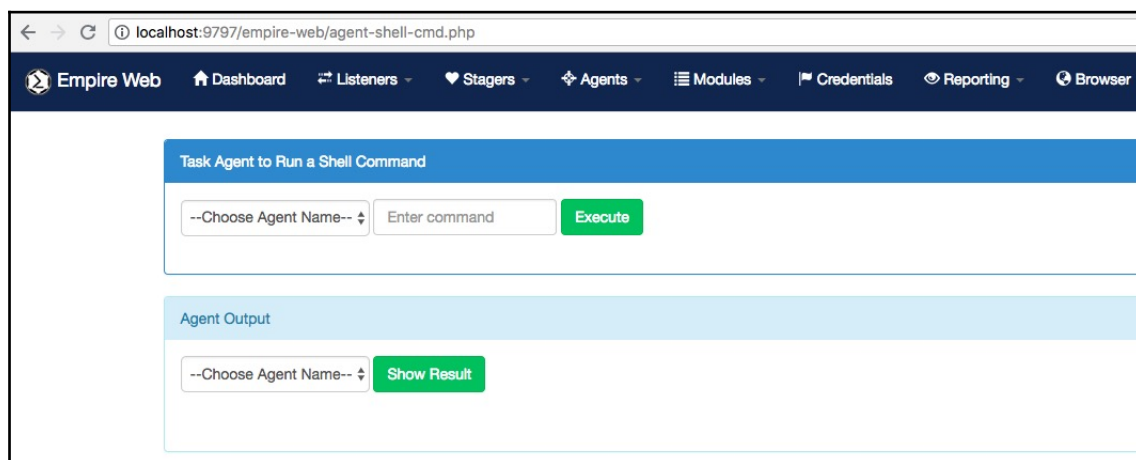 localhost:9797/empire-web/agent-shell-cmd.php
Empire Web Dashboard Listeners Stagers Agents Modules Credentials Reporting Browser
Task Agent to Run a Shell Command
--Choose Agent Name-- Enter command Execute
Agent Output
--Choose Agent Name-- Show Result